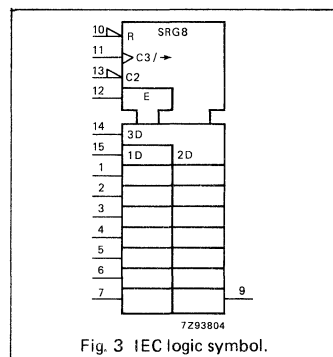 SRG8
10 R
11 C3/→
13 C2
12 E
14 3D
15 1D 2D
1
2
3
4
5
6
7 9
7Z93804
Fig. 3 IEC logic symbol.